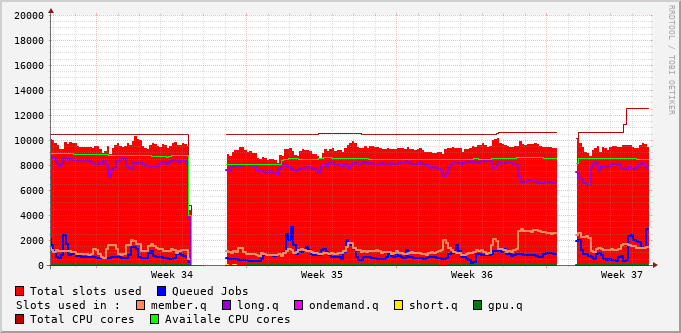 20000
18000
16000
14000
12000
10000
8000
6000
4000
2000
0
Week 34 Week 35 Week 36 Week 37
RRDTOOL / TOBI OETIKER
Total slots used Queued Jobs
Slots used in : member.q long.q ondemand.q short.q gpu.q
Total CPU cores Availale CPU cores